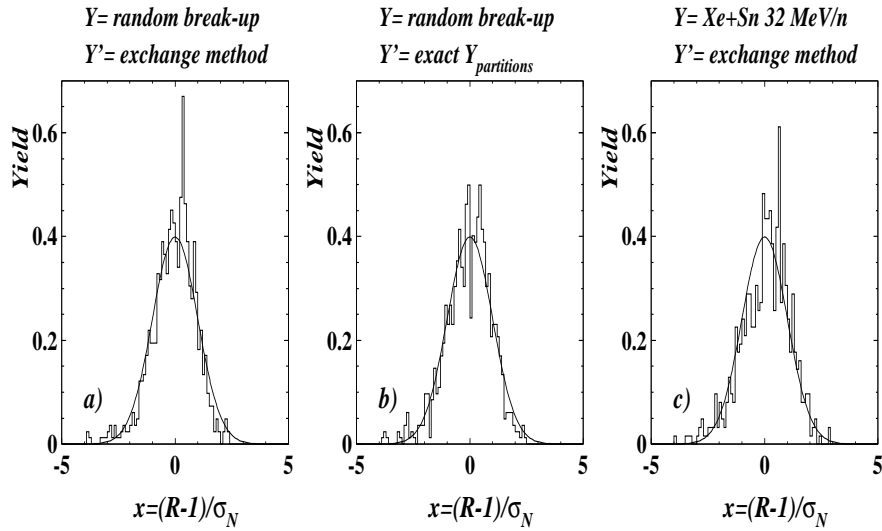 Y= random break-up
Y'= exchange method
Y= random break-up
Y'= exact Y_partitions
Y= Xe+Sn 32 MeV/n
Y'= exchange method
Yield
0.6
0.4
0.2
0
a)
-5
0
5
x=(R-1)/σ_N
Yield
0.6
0.4
0.2
0
b)
-5
0
5
x=(R-1)/σ_N
Yield
0.6
0.4
0.2
0
c)
-5
0
5
x=(R-1)/σ_N